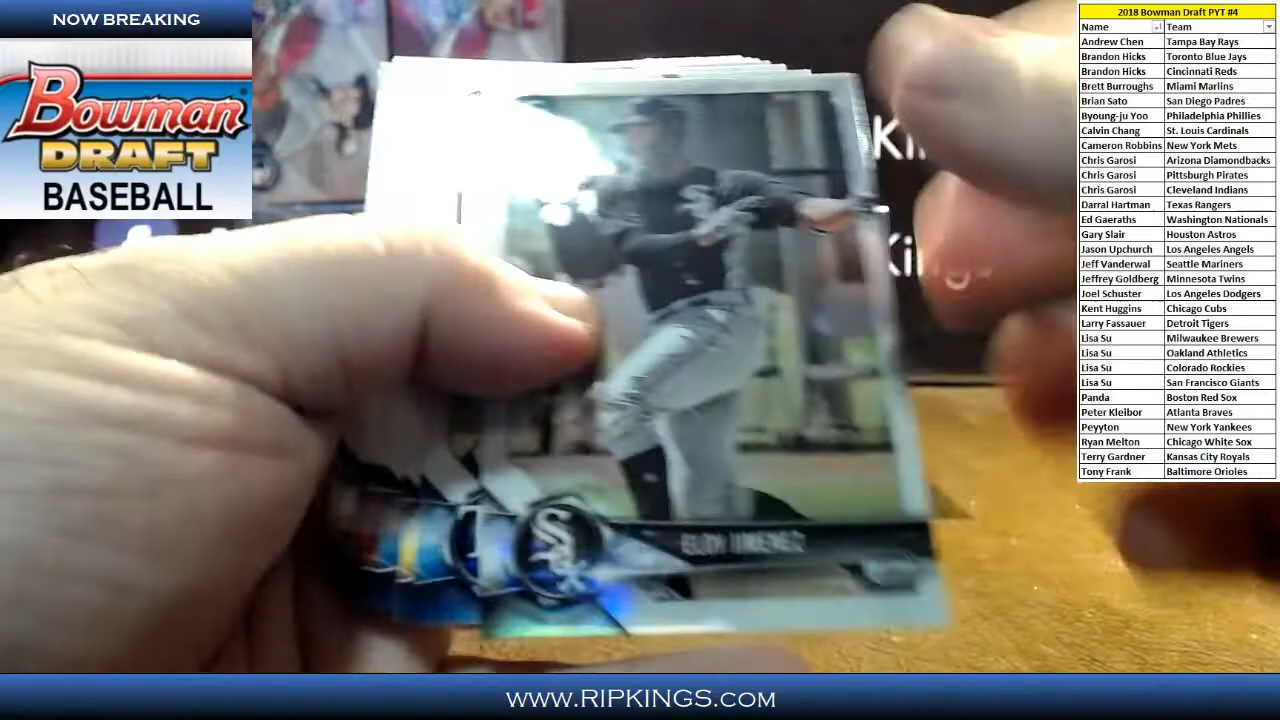 NOW BREAKING
Bowman
DRAFT
BASEBALL
SOX
ELOY JIMENEZ
2018 Bowman Draft PYT #4
Name Team
Andrew Chen Tampa Bay Rays
Brandon Hicks Toronto Blue Jays
Brandon Hicks Cincinnati Reds
Brett Burroughs Miami Marlins
Brian Sato San Diego Padres
Byoung-ju Yoo Philadelphia Phillies
Calvin Chang St. Louis Cardinals
Cameron Robbins New York Mets
Chris Garosi Arizona Diamondbacks
Chris Garosi Pittsburgh Pirates
Chris Garosi Cleveland Indians
Darral Hartman Texas Rangers
Ed Gaeraths Washington Nationals
Gary Slair Houston Astros
Jason Upchurch Los Angeles Angels
Jeff Vanderwal Seattle Mariners
Jeffrey Goldberg Minnesota Twins
Joel Schuster Los Angeles Dodgers
Kent Huggins Chicago Cubs
Larry Fassauer Detroit Tigers
Lisa Su Milwaukee Brewers
Lisa Su Oakland Athletics
Lisa Su Colorado Rockies
Lisa Su San Francisco Giants
Panda Boston Red Sox
Peter Kleibor Atlanta Braves
Peyyton New York Yankees
Ryan Melton Chicago White Sox
Terry Gardner Kansas City Royals
Tony Frank Baltimore Orioles
WWW.RIPKINGS.COM